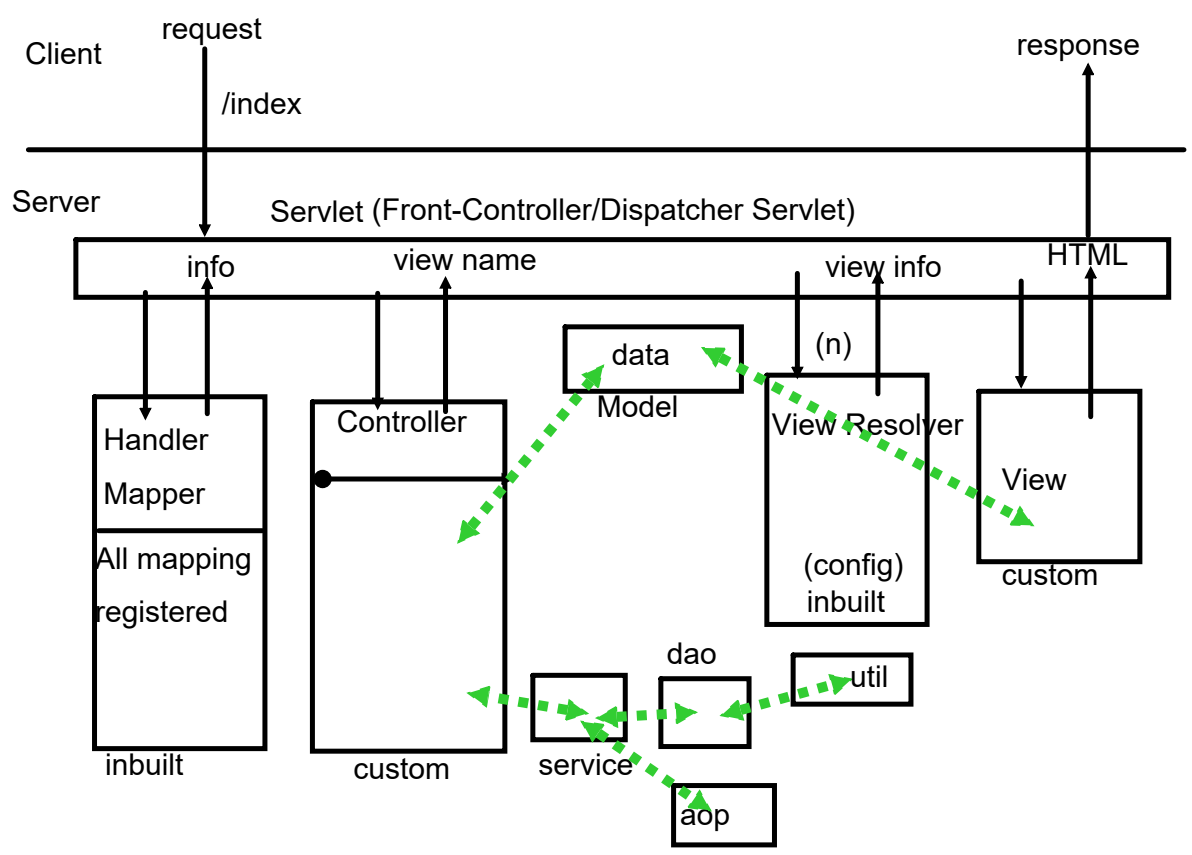 request
Client
response
/index
Server
Servlet (Front-Controller/Dispatcher Servlet)
info
view name
view info
HTML
(n)
data
Model
Handler
Mapper
All mapping
registered
inbuilt
Controller
custom
View Resolver
(config)
inbuilt
View
custom
dao
util
service
aop